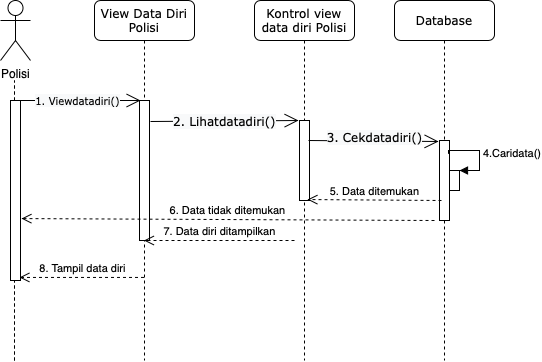 View Data Diri
Polisi
Kontrol view
data diri Polisi
Database
Polisi
1. Viewdatadiri()
2. Lihatdatadiri()
3. Cekdatadiri()
4.Caridata()
5. Data ditemukan
6. Data tidak ditemukan
7. Data diri ditampilkan
8. Tampil data diri